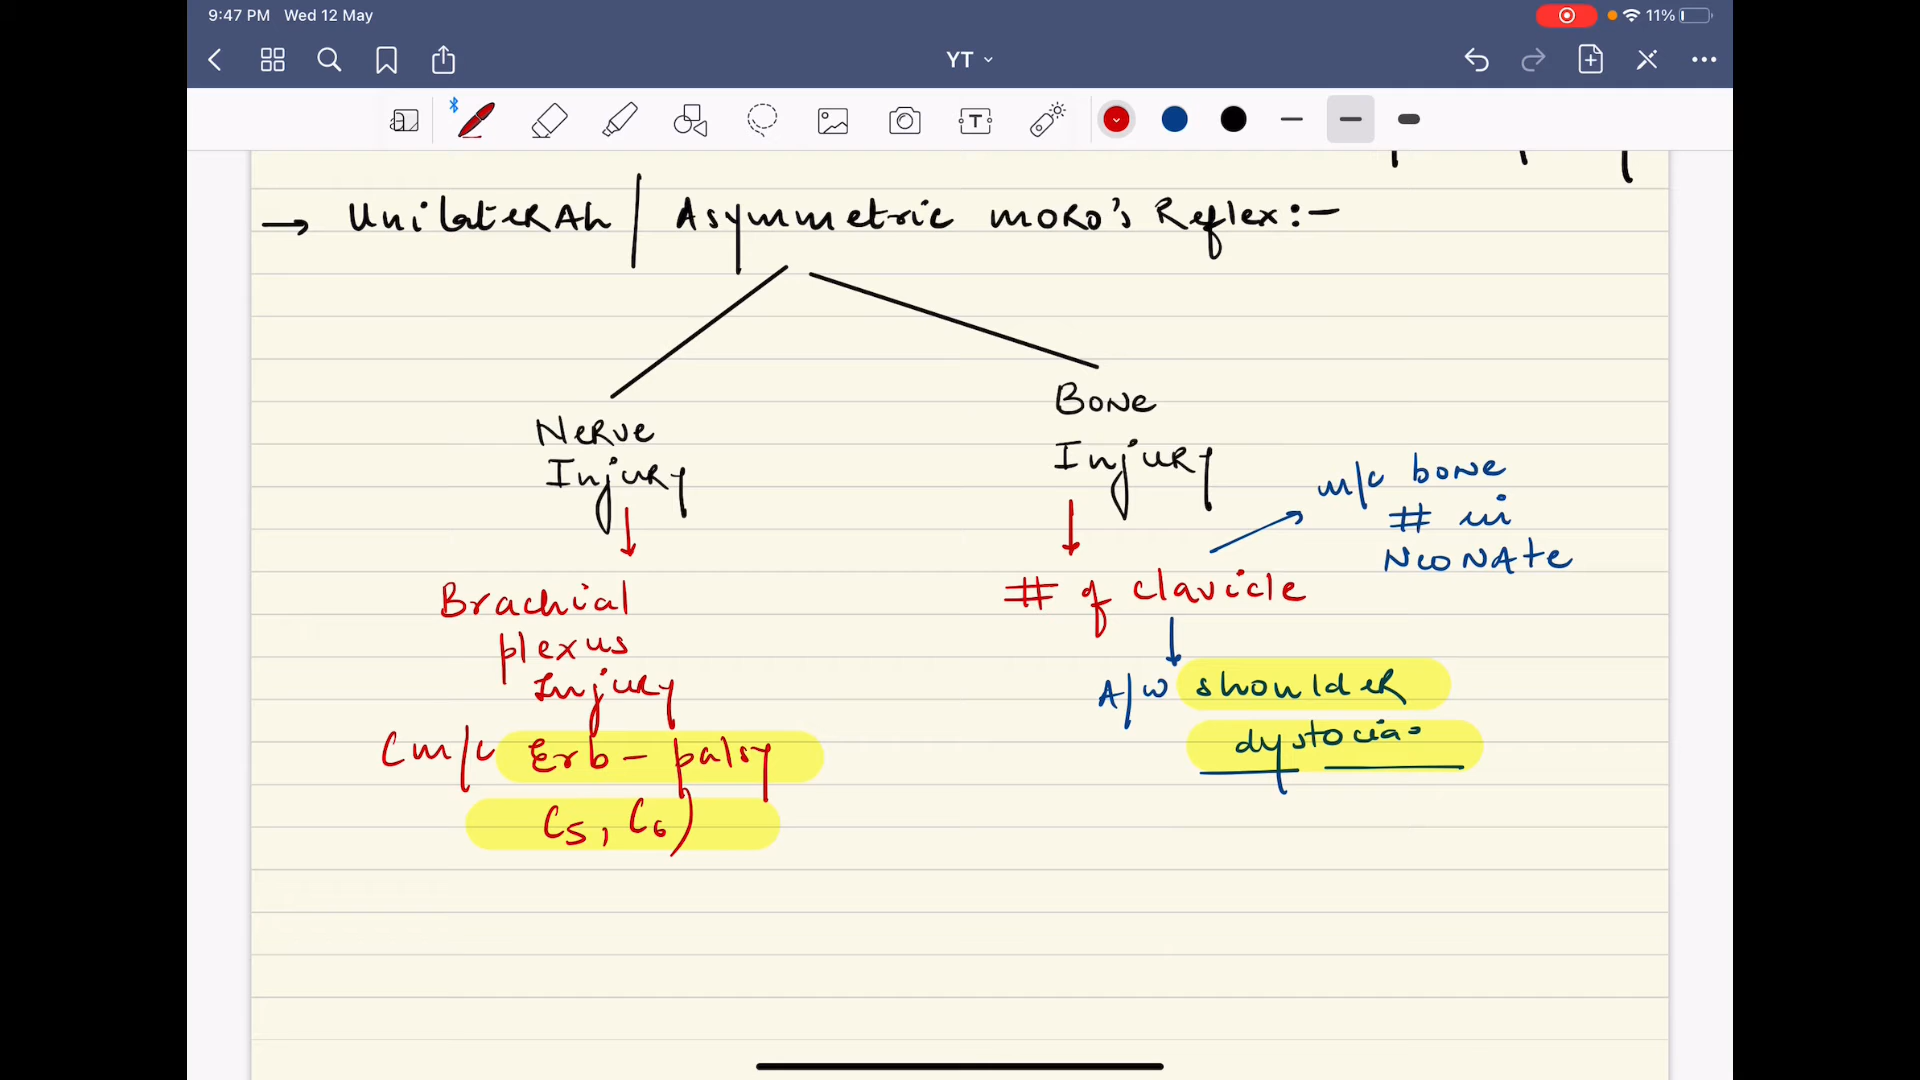 9:47 PM Wed 12 May
11%
YT
→ UnilateRAL / Asymmetric MORO's Reflex:-
Nerve
Injury
Bone
Injury
m/c bone
# in
Neonate
Brachial
plexus
Injury
# of clavicle
A/w shoulder
dystocia
(m/c Erb-palsy
C5, C6)